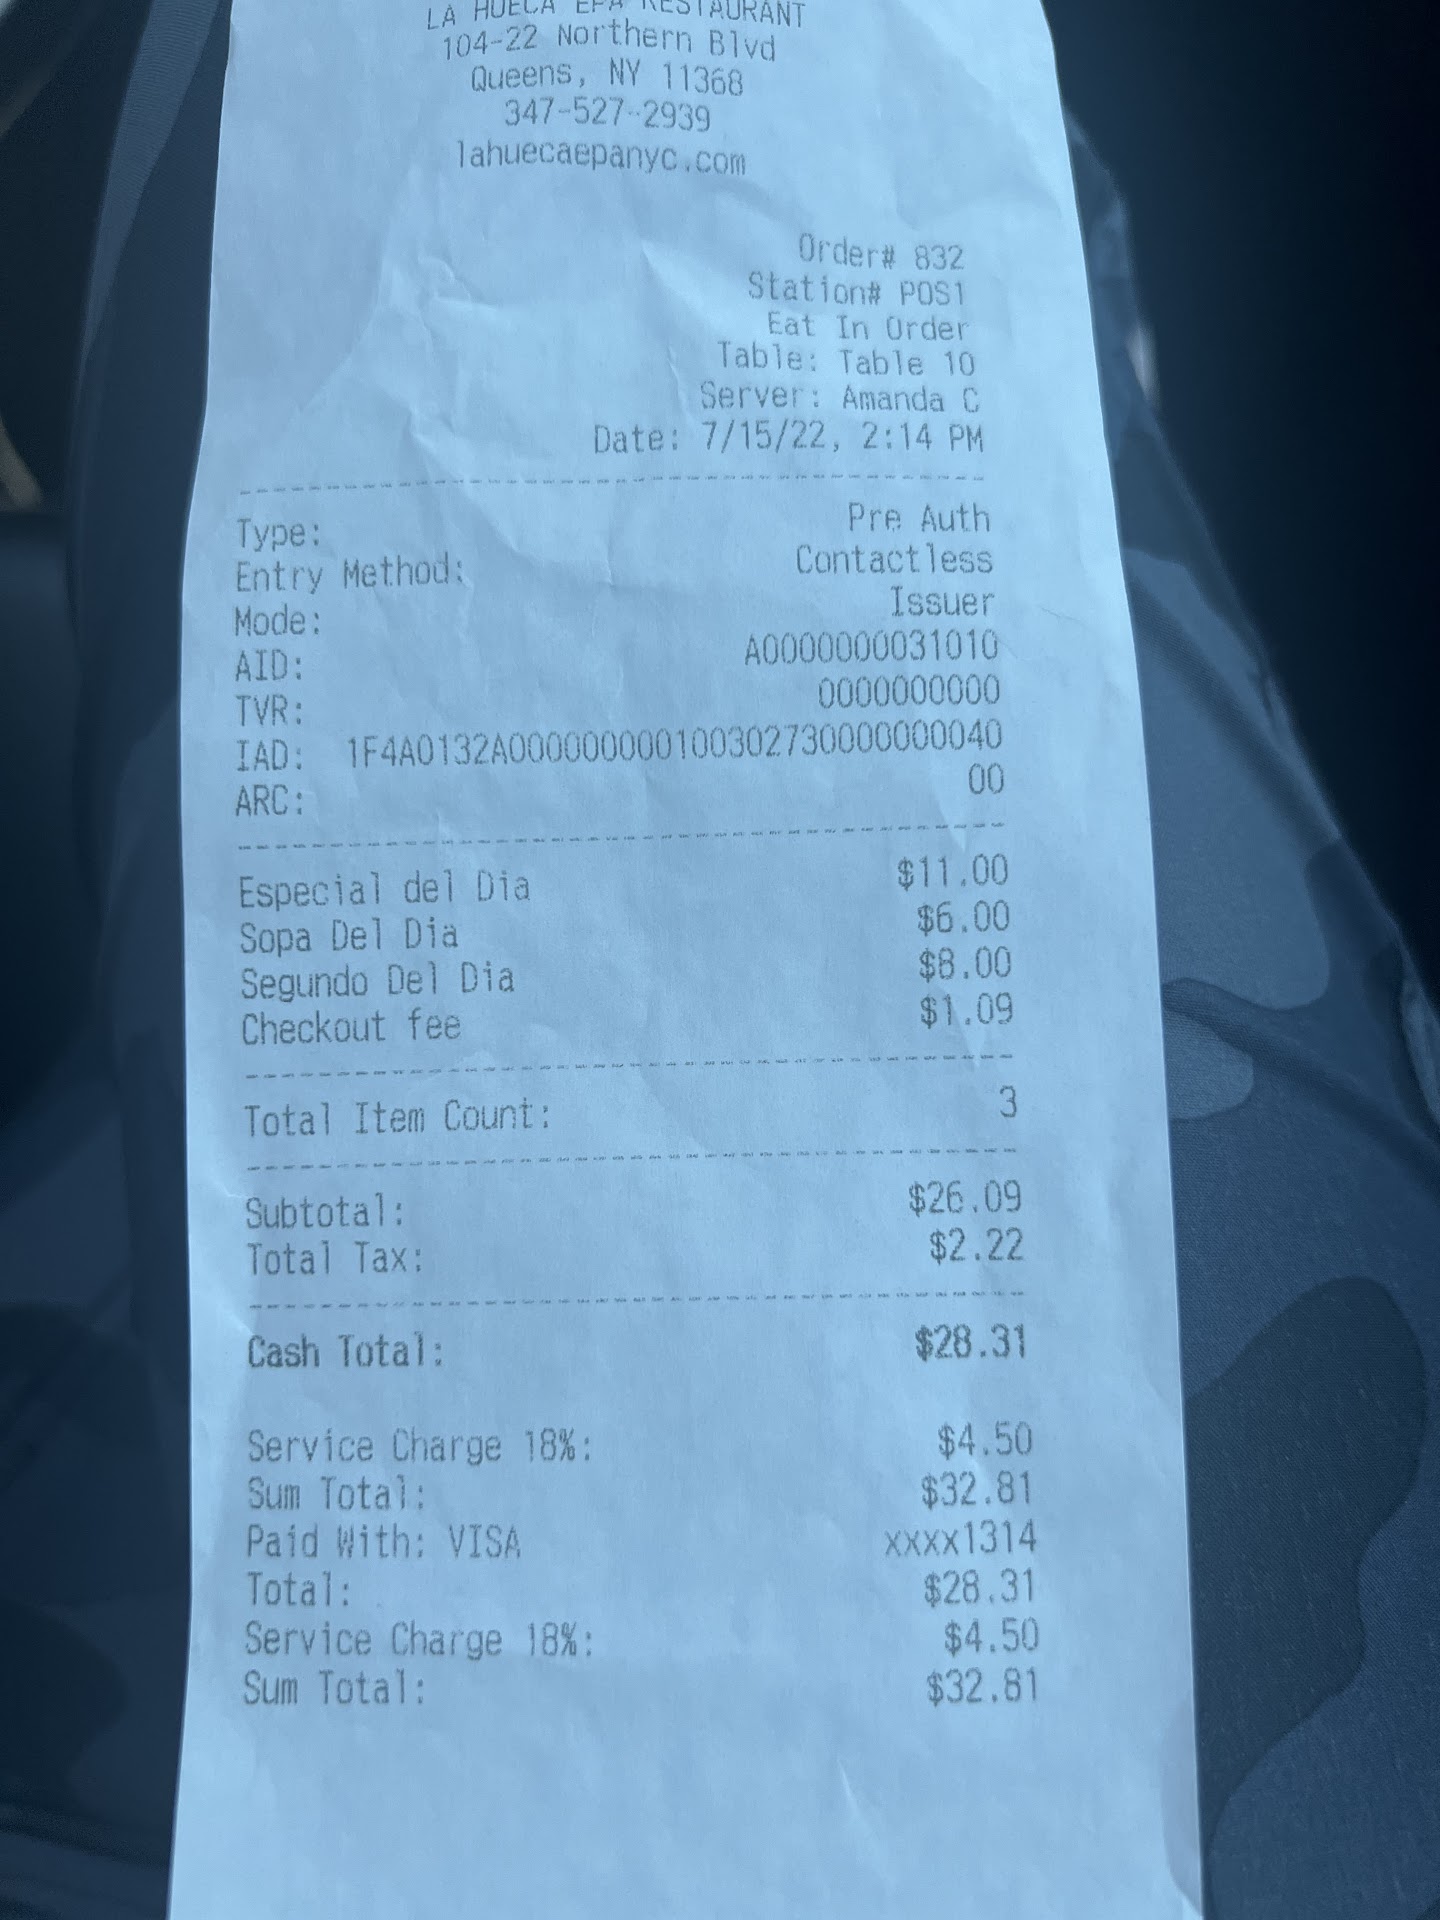 LA HUECA EPA RESTAURANT
104-22 Northern Blvd
Queens, NY 11368
347-527-2939
lahuecaepanyc.com
Order# 832
Station# POS1
Eat In Order
Table: Table 10
Server: Amanda C
Date: 7/15/22, 2:14 PM
Type: Pre Auth
Entry Method: Contactless
Mode: Issuer
AID: A0000000031010
TVR: 0000000000
IAD: 1F4A0132A0000000001003027300000000040
ARC: 00
Especial del Dia $11.00
Sopa Del Dia $6.00
Segundo Del Dia $8.00
Checkout fee $1.09
Total Item Count: 3
Subtotal: $26.09
Total Tax: $2.22
Cash Total: $28.31
Service Charge 18%: $4.50
Sum Total: $32.81
Paid With: VISA xxxx1314
Total: $28.31
Service Charge 18%: $4.50
Sum Total: $32.81